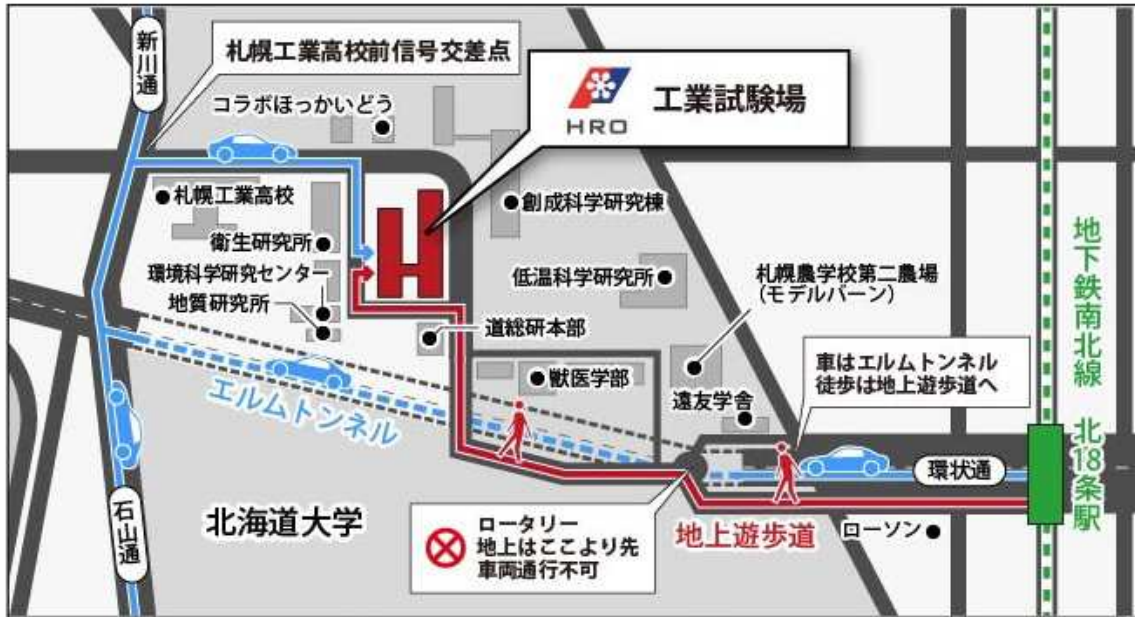 新川通
札幌工業高校前信号交差点
コラボほっかいどう
HRO
工業試験場
札幌工業高校
衛生研究所
環境科学研究センター
地質研究所
創成科学研究棟
低温科学研究所
道総研本部
獣医学部
札幌農学校第二農場
(モデルバーン)
遠友学舎
車はエルムトンネル
徒歩は地上遊歩道へ
地下鉄南北線 北18条駅
エルムトンネル
環状通
石山通
北海道大学
ロータリー
地上はここより先
車両通行不可
地上遊歩道
ローソン